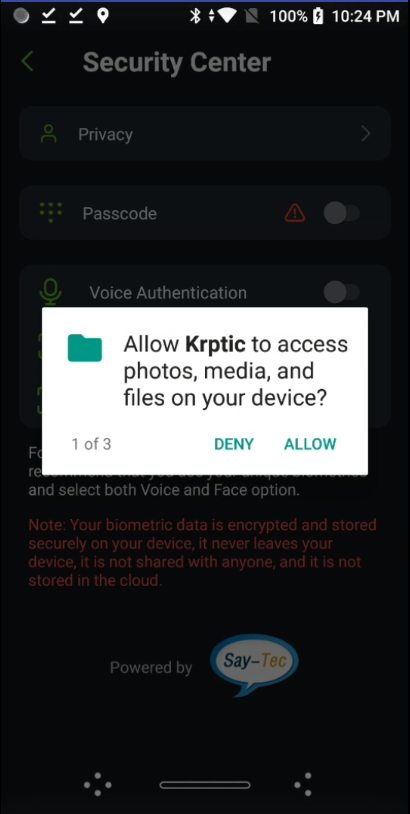 100% 10:24 PM
Security Center
Privacy
Passcode
Voice Authentication
Allow Krptic to access
photos, media, and
files on your device?
1 of 3 DENY ALLOW
and select both Voice and Face option.
Note: Your biometric data is encrypted and stored
securely on your device, it never leaves your
device, it is not shared with anyone, and it is not
stored in the cloud.
Powered by Say-Tec